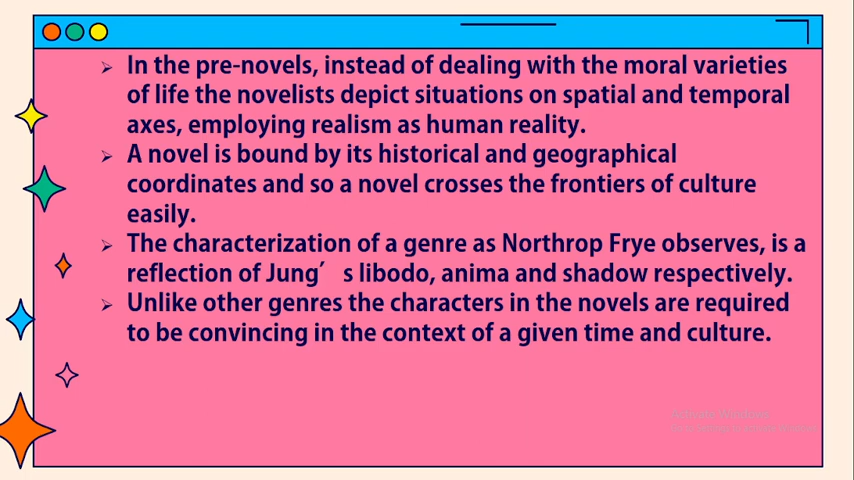 In the pre-novels, instead of dealing with the moral varieties
of life the novelists depict situations on spatial and temporal
axes, employing realism as human reality.
A novel is bound by its historical and geographical
coordinates and so a novel crosses the frontiers of culture
easily.
The characterization of a genre as Northrop Frye observes, is a
reflection of Jung′ s libodo, anima and shadow respectively.
Unlike other genres the characters in the novels are required
to be convincing in the context of a given time and culture.
Activate Windows